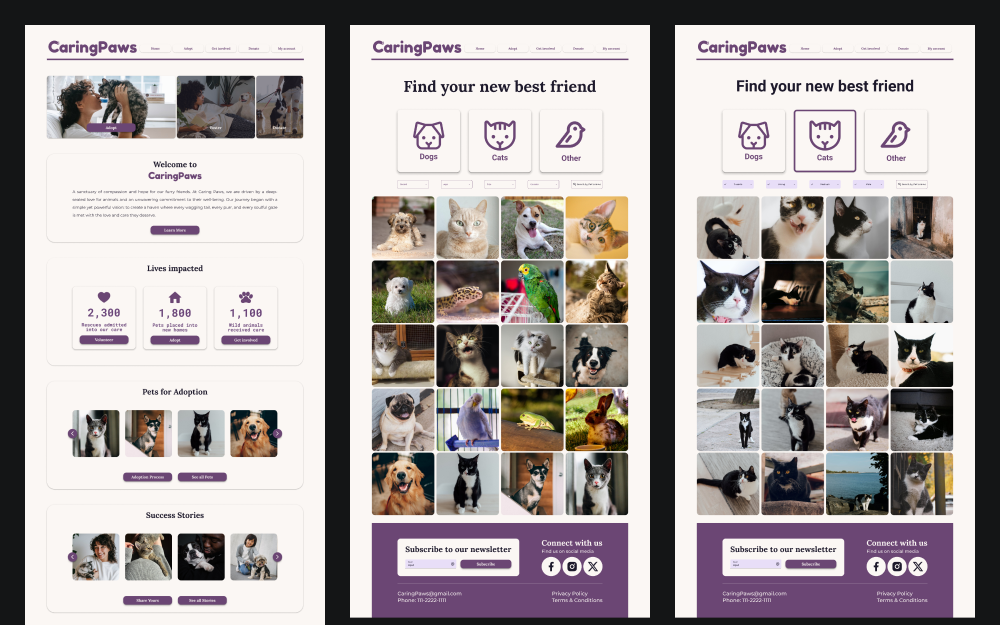 CaringPaws
Home
Adopt
Get involved
Donate
My account
Adopt
Foster
Donate
Welcome to
CaringPaws
A sanctuary of compassion and hope for our furry friends. At Caring Paws, we are driven by a deep-
seated love for animals and an unwavering commitment to their well-being. Our journey began with a
simple yet powerful vision: to create a haven where every wagging tail, every purr, and every soulful gaze
is met with the love and care they deserve.
Learn More
Lives impacted
2,300
Rescues admitted
into our care
Volunteer
1,800
Pets placed into
new homes
Adopt
1,100
Wild animals
received care
Get involved
Pets for Adoption
Adoption Process
See all Pets
Success Stories
Share Yours
See all Stories
CaringPaws
Home
Adopt
Get involved
Donate
My account
Find your new best friend
Dogs
Cats
Other
Subscribe to our newsletter
Subscribe
Connect with us
Find us on social media
CaringPaws@gmail.com
Phone: 111-2222-1111
Privacy Policy
Terms & Conditions
CaringPaws
Home
Adopt
Get involved
Donate
My account
Find your new best friend
Dogs
Cats
Other
Subscribe to our newsletter
Subscribe
Connect with us
Find us on social media
CaringPaws@gmail.com
Phone: 111-2222-1111
Privacy Policy
Terms & Conditions